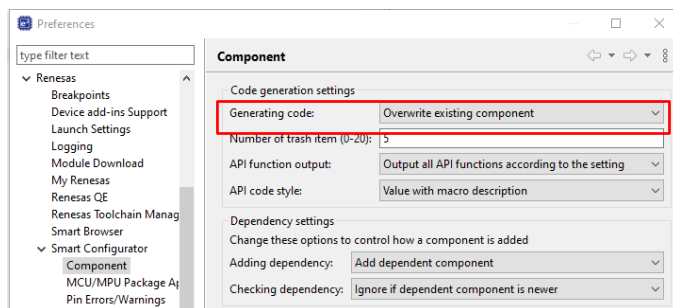 Preferences
type filter text
Renesas
Breakpoints
Device add-ins Support
Launch Settings
Logging
Module Download
My Renesas
Renesas QE
Renesas Toolchain Manag
Smart Browser
Smart Configurator
Component
MCU/MPU Package Ap
Pin Errors/Warnings
Component
Code generation settings
Generating code: Overwrite existing component
Number of trash item (0-20): 5
API function output: Output all API functions according to the setting
API code style: Value with macro description
Dependency settings
Change these options to control how a component is added
Adding dependency: Add dependent component
Checking dependency: Ignore if dependent component is newer